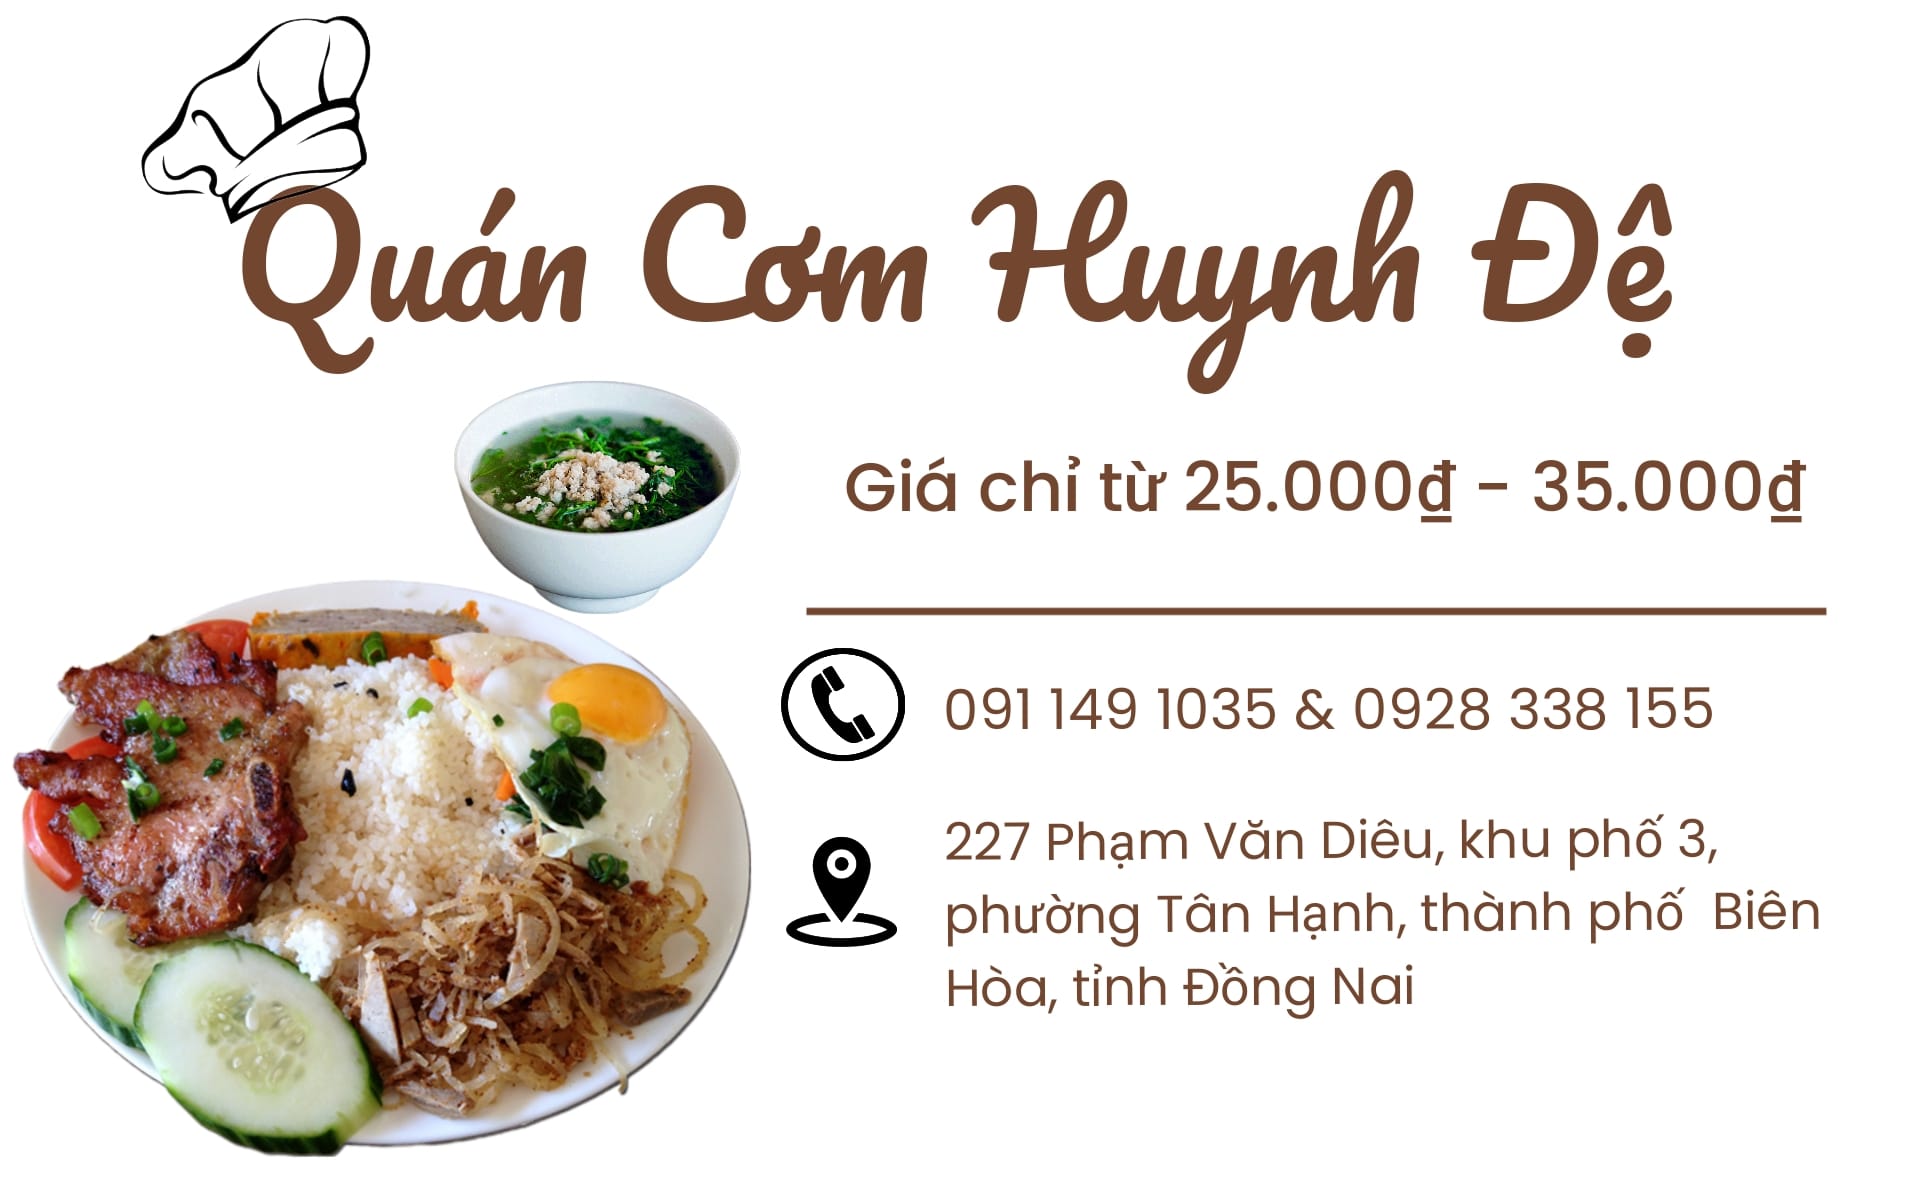 Quán Cơm Huynh Đệ
Giá chỉ từ 25.000₫ - 35.000₫
091 149 1035 & 0928 338 155
227 Phạm Văn Diêu, khu phố 3,
phường Tân Hạnh, thành phố Biên
Hòa, tỉnh Đồng Nai